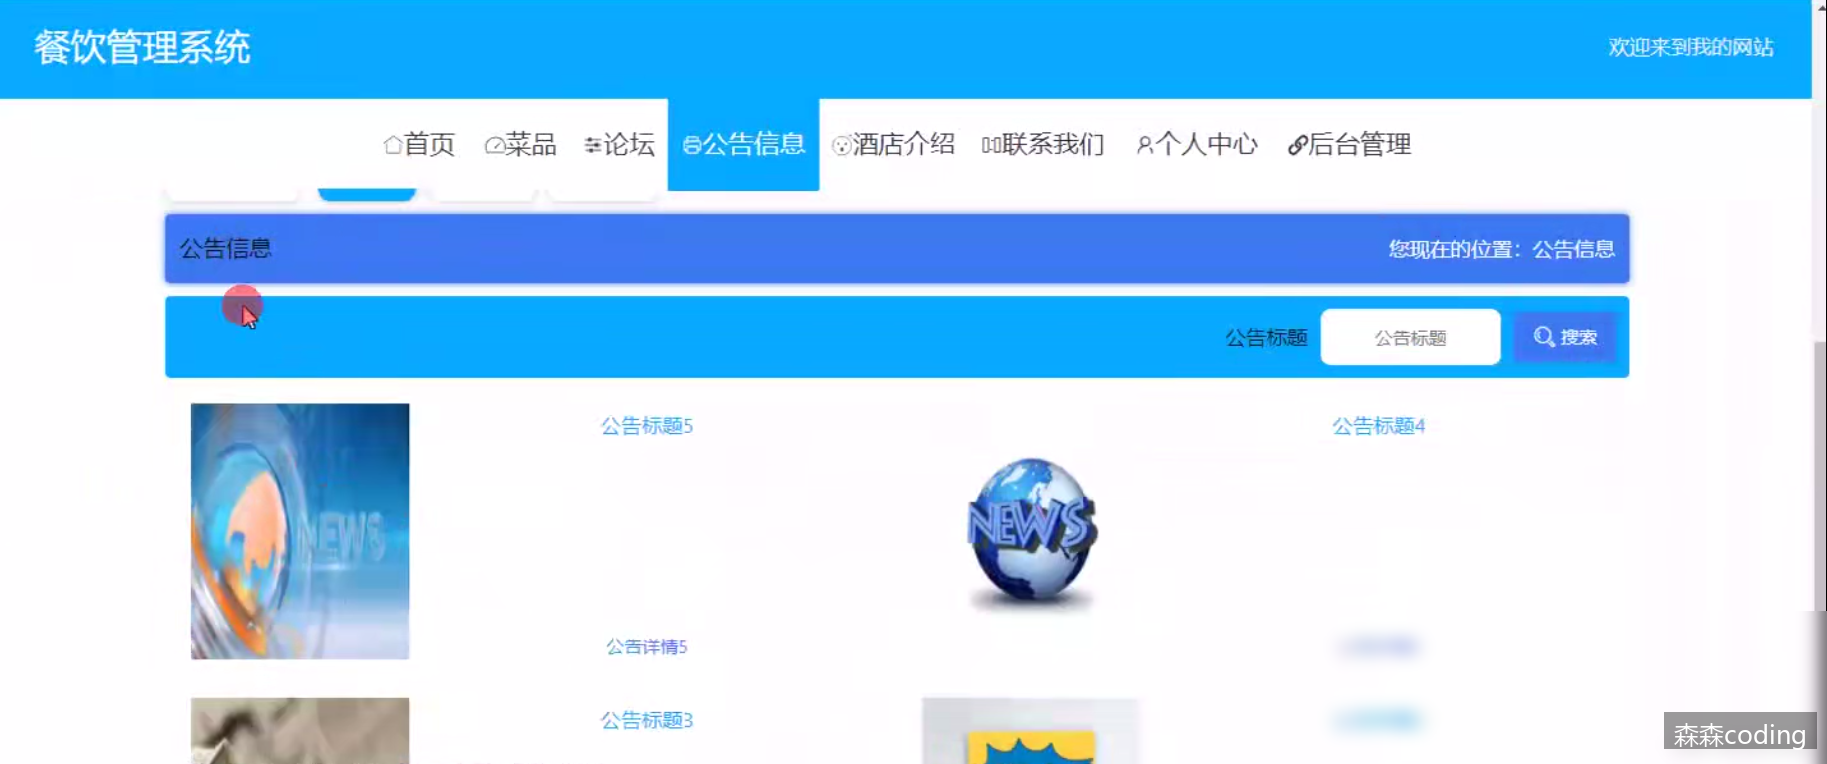 餐饮管理系统
欢迎来到我的网站
首页 菜品 论坛 公告信息 酒店介绍 联系我们 个人中心 后台管理
公告信息
您现在的位置：公告信息
公告标题 公告标题 搜索
公告标题5
公告标题4
NEWS
NEWS
公告详情5
公告标题3
森森coding